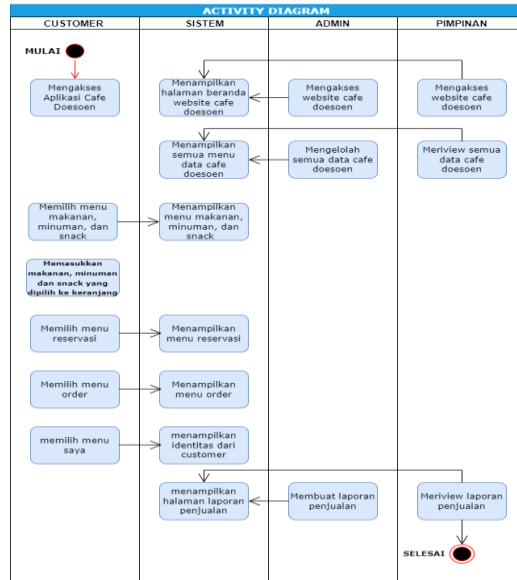 ACTIVITY DIAGRAM
CUSTOMER
SISTEM
ADMIN
PIMPINAN
MULAI
Mengakses
Aplikasi Cafe
Doesoen
Menampilkan
halaman beranda
website cafe
doesoen
Mengakses
website cafe
doesoen
Mengakses
website cafe
doesoen
Menampilkan
semua menu
data cafe
doesoen
Mengelolah
semua data cafe
doesoen
Meriview semua
data cafe
doesoen
Memilih menu
makanan,
minuman, dan
snack
Menampilkan
menu makanan,
minuman, dan
snack
Memasukkan
makanan, minuman
dan snack yang
dipilih ke keranjang
Memilih menu
reservasi
Menampilkan
menu reservasi
Memilih menu
order
Menampilkan
menu order
memilih menu
saya
menampilkan
identitas dari
customer
menampilkan
halaman laporan
penjualan
Membuat laporan
penjualan
Meriview laporan
penjualan
SELESAI